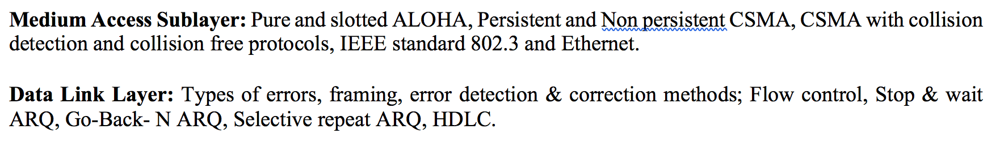 Medium Access Sublayer: Pure and slotted ALOHA, Persistent and Non persistent CSMA, CSMA with collision
detection and collision free protocols, IEEE standard 802.3 and Ethernet.
Data Link Layer: Types of errors, framing, error detection & correction methods; Flow control, Stop & wait
ARQ, Go-Back- N ARQ, Selective repeat ARQ, HDLC.